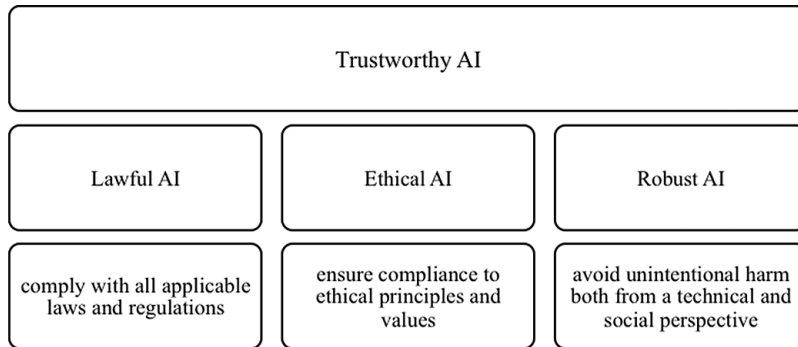 Trustworthy AI
Lawful AI
Ethical AI
Robust AI
comply with all applicable
laws and regulations
ensure compliance to
ethical principles and
values
avoid unintentional harm
both from a technical and
social perspective